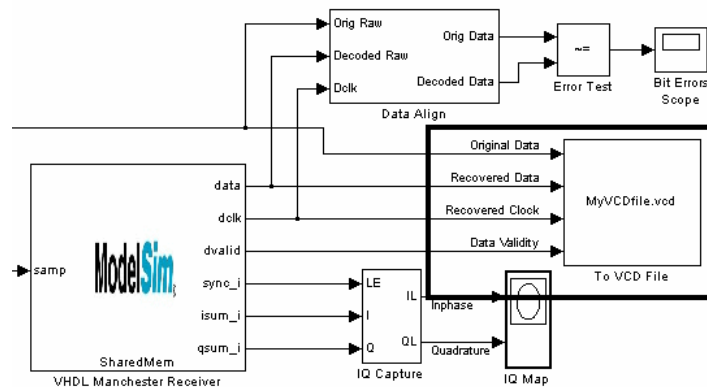 Orig Raw
Orig Data
Decoded Raw
~=
Decoded Data
Dclk
Error Test
Bit Errors
Scope
Data Align
Original Data
data
Recovered Data
MyVCDfile.vcd
dclk
Recovered Clock
dvalid
Data Validity
To VCD File
samp
ModelSim
sync_i
LE
IL
Inphase
isum_i
I
qsum_i
Q
QL
Quadrature
SharedMem
VHDL Manchester Receiver
IQ Capture
IQ Map